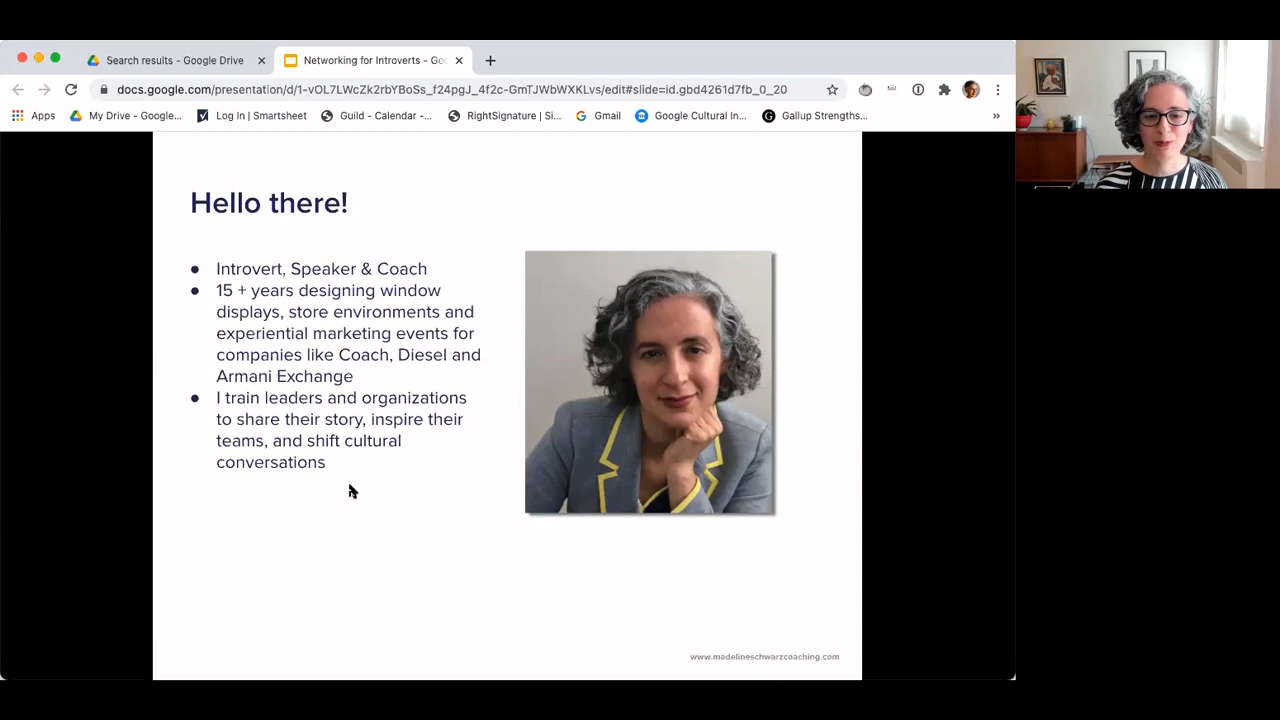 Search results - Google Drive
Networking for Introverts - Go
docs.google.com/presentation/d/1-vOL7LWcZk2rbYBoSs_f24pgJ_4f2c-GmTJWbWXKLvs/edit#slide=id.gbd4261d7fb_0_20
Apps
My Drive - Google...
Log In | Smartsheet
Guild - Calendar -...
RightSignature | Si...
Gmail
Google Cultural In...
Gallup Strengths...
»
Hello there!
● Introvert, Speaker & Coach
● 15 + years designing window
displays, store environments and
experiential marketing events for
companies like Coach, Diesel and
Armani Exchange
● I train leaders and organizations
to share their story, inspire their
teams, and shift cultural
conversations
www.madelineschwarzcoaching.com